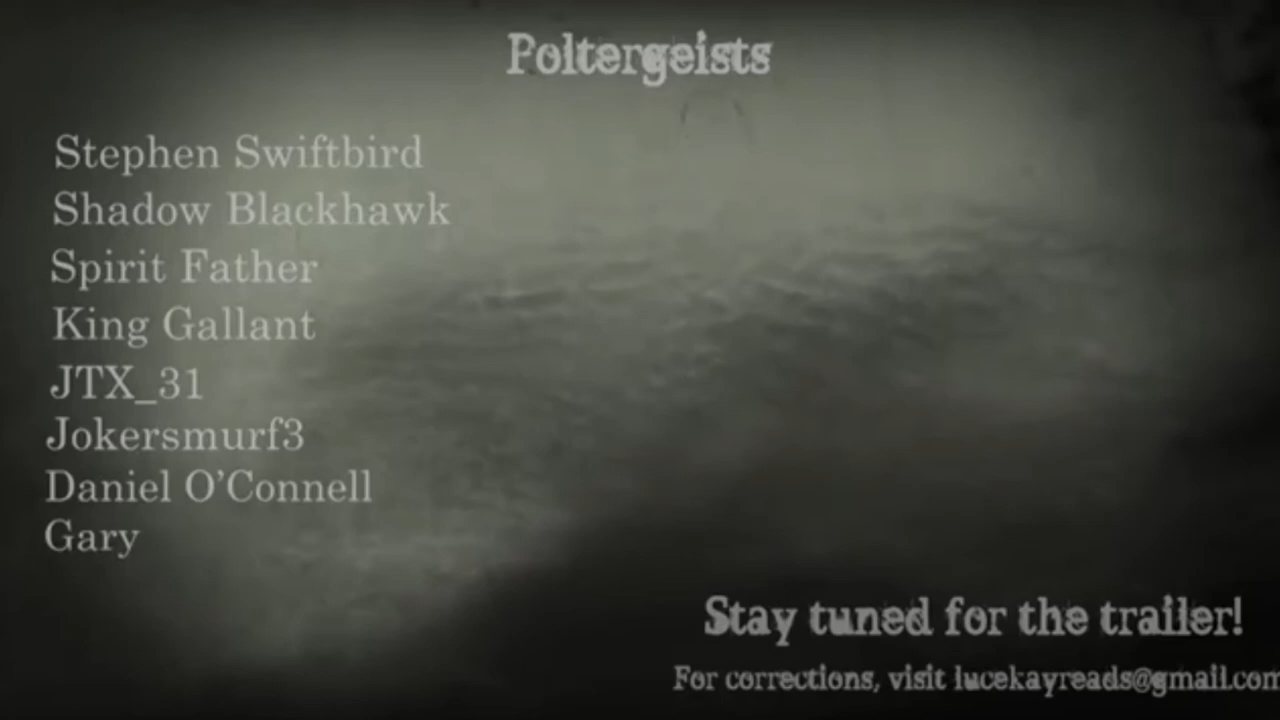 Poltergeists
Stephen Swiftbird
Shadow Blackhawk
Spirit Father
King Gallant
JTX_31
Jokersmurf3
Daniel O’Connell
Gary
Stay tuned for the trailer!
For corrections, visit lucekayreads@gmail.com